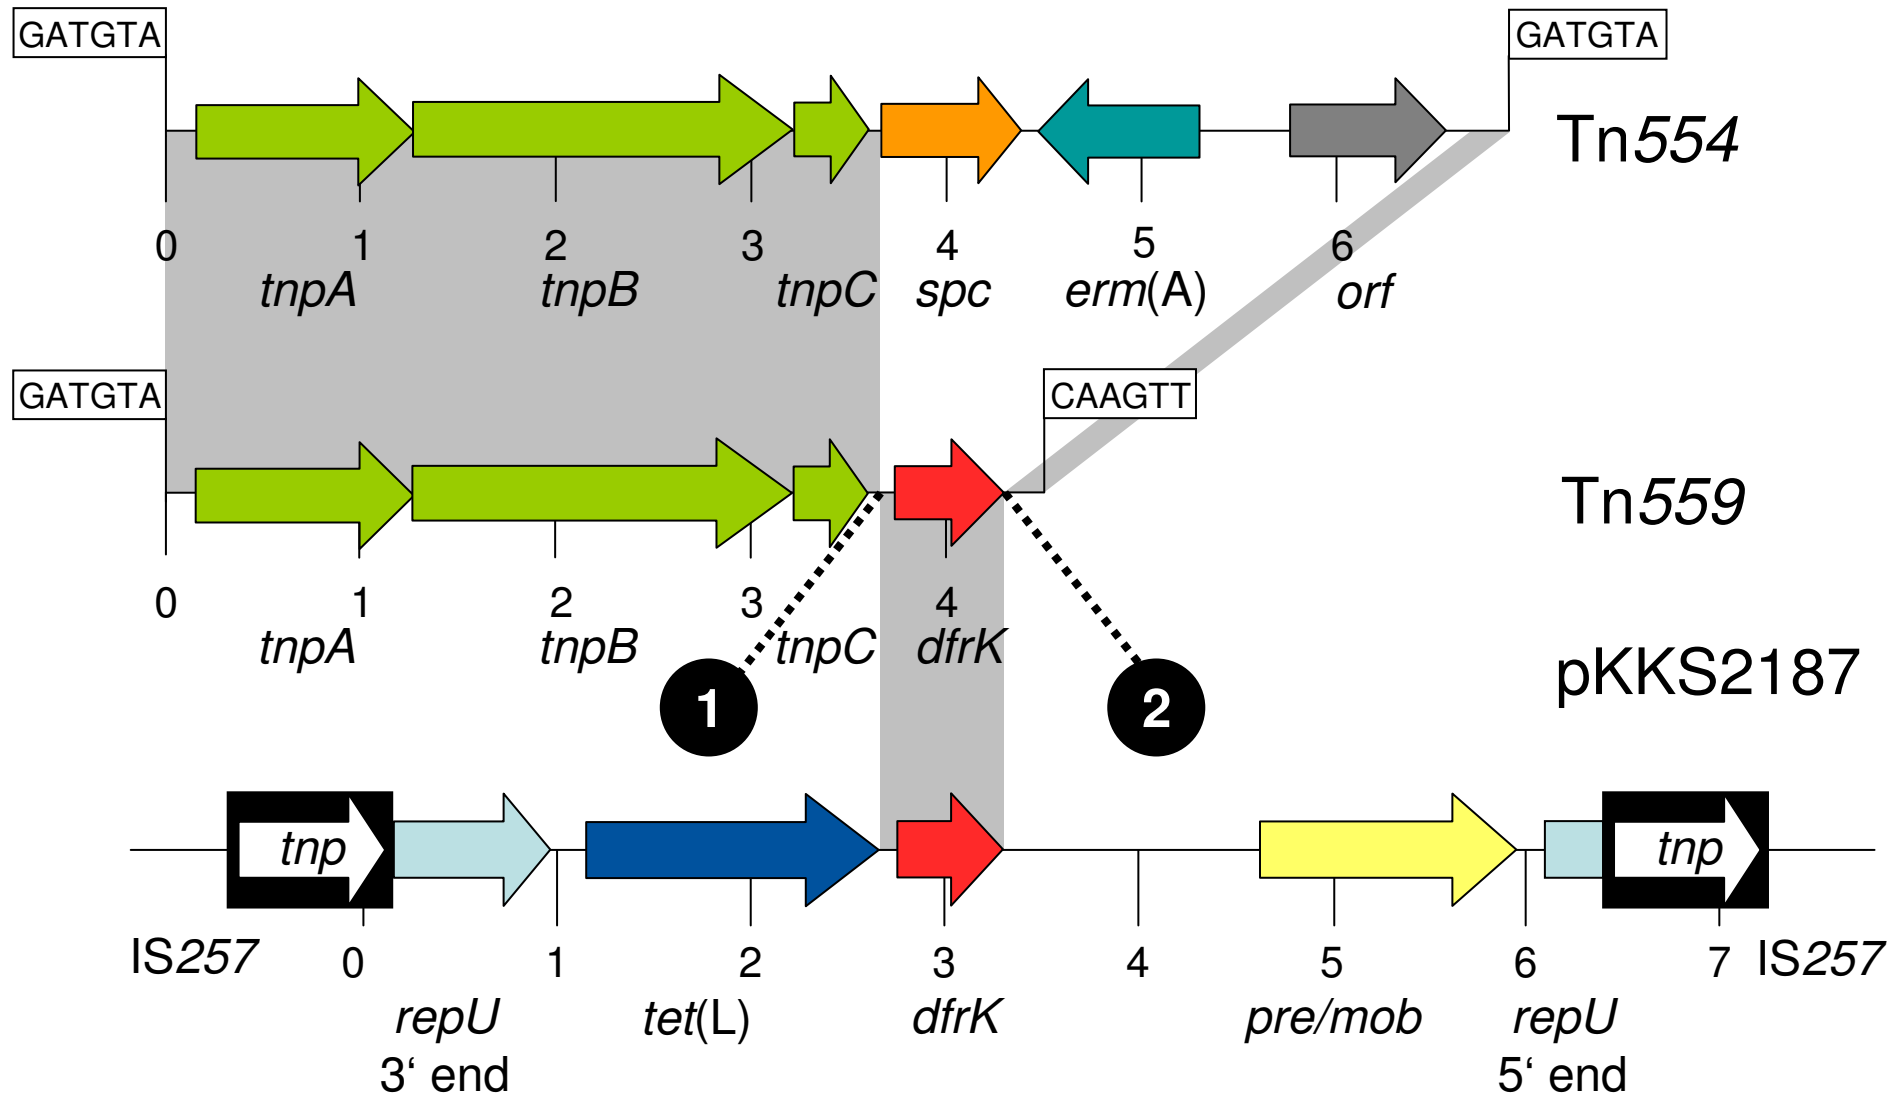 GATGTA GATGTA
Tn554
0 1 2 3 4 5 6
tnpA tnpB tnpC spc erm(A) orf
GATGTA CAAGTT
Tn559
0 1 2 3 4
tnpA tnpB tnpC dfrK
pKKS2187
1 2
tnp tnp
IS257 0 1 2 3 4 5 6 7 IS257
repU tet(L) dfrK pre/mob repU
3‘ end 5‘ end